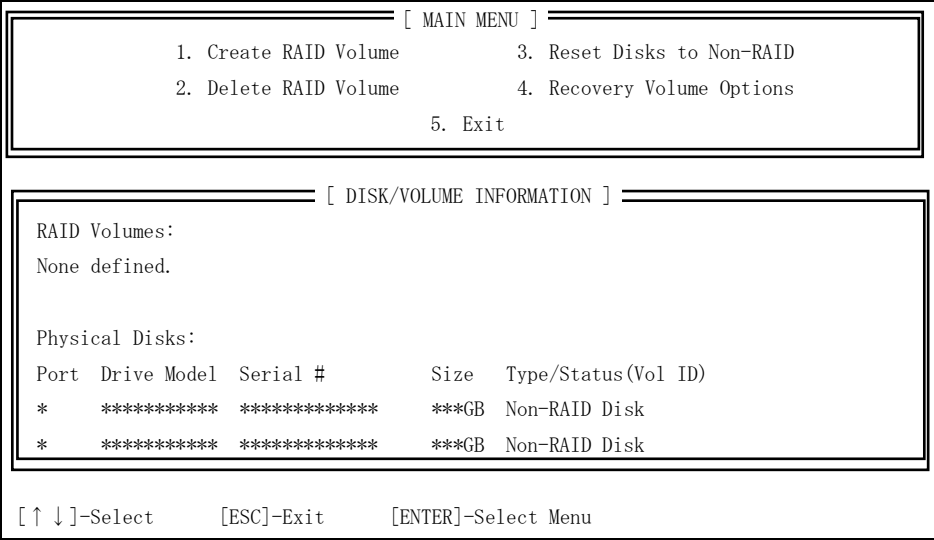 [ MAIN MENU ]
1. Create RAID Volume 3. Reset Disks to Non-RAID
2. Delete RAID Volume 4. Recovery Volume Options
5. Exit
[ DISK/VOLUME INFORMATION ]
RAID Volumes:
None defined.
Physical Disks:
Port Drive Model Serial # Size Type/Status(Vol ID)
* *********** ************* ***GB Non-RAID Disk
* *********** ************* ***GB Non-RAID Disk
[↑↓]-Select [ESC]-Exit [ENTER]-Select Menu